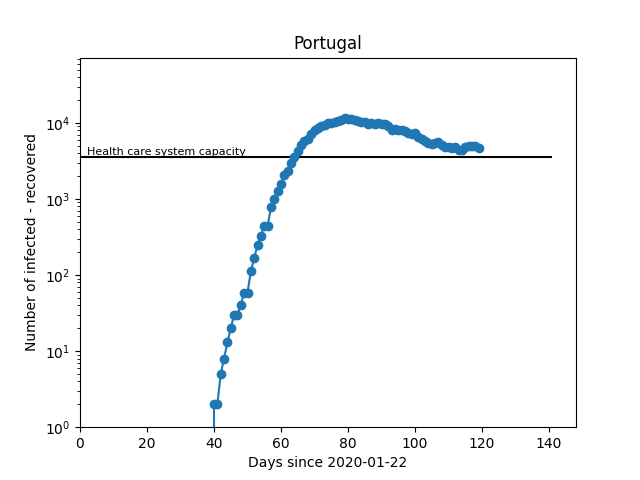 Portugal
Number of infected - recovered
10^4
10^3
10^2
10^1
10^0
Health care system capacity
0 20 40 60 80 100 120 140
Days since 2020-01-22